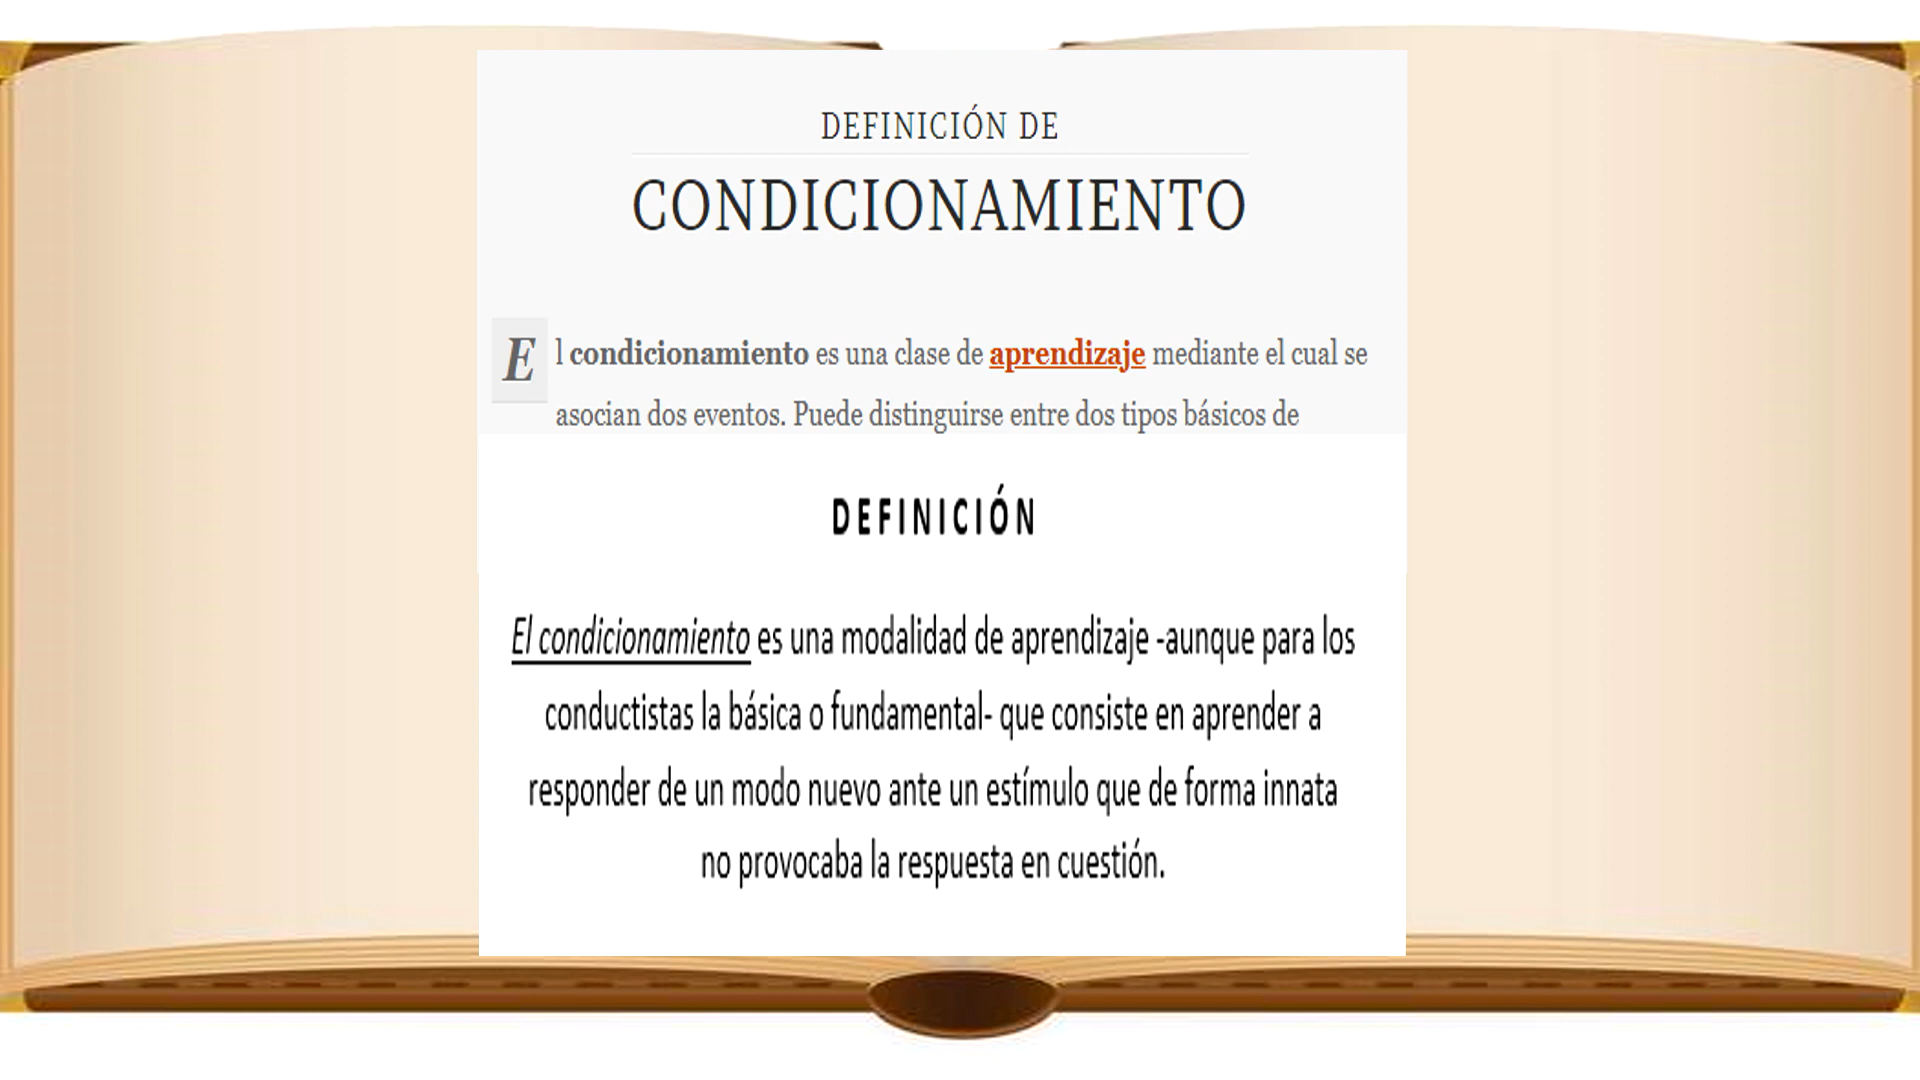 DEFINICIÓN DE
CONDICIONAMIENTO
El condicionamiento es una clase de aprendizaje mediante el cual se
asocian dos eventos. Puede distinguirse entre dos tipos básicos de
DEFINICIÓN
El condicionamiento es una modalidad de aprendizaje -aunque para los
conductistas la básica o fundamental- que consiste en aprender a
responder de un modo nuevo ante un estímulo que de forma innata
no provocaba la respuesta en cuestión.